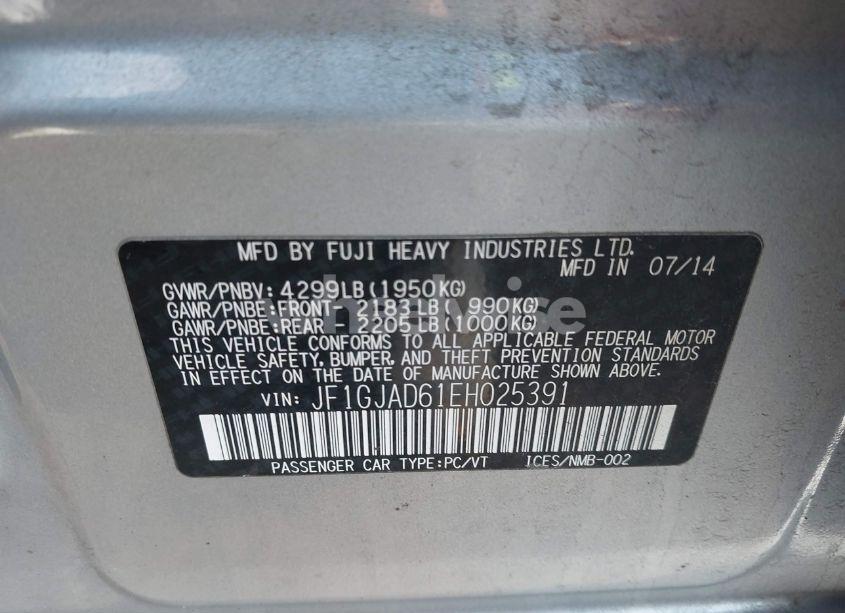 MFD BY FUJI HEAVY INDUSTRIES LTD.
MFD IN 07/14
GVWR/PNBV: 4299LB(1950KG)
GAWR/PNBE:FRONT- 2183LB( 990KG)
GAWR/PNBE:REAR - 2205LB(1000KG)
THIS VEHICLE CONFORMS TO ALL APPLICABLE FEDERAL MOTOR
VEHICLE SAFETY, BUMPER, AND THEFT PREVENTION STANDARDS
IN EFFECT ON THE DATE OF MANUFACTURE SHOWN ABOVE.
VIN: JF1GJAD61EH025391
PASSENGER CAR TYPE:PC/VT ICES/NMB-002